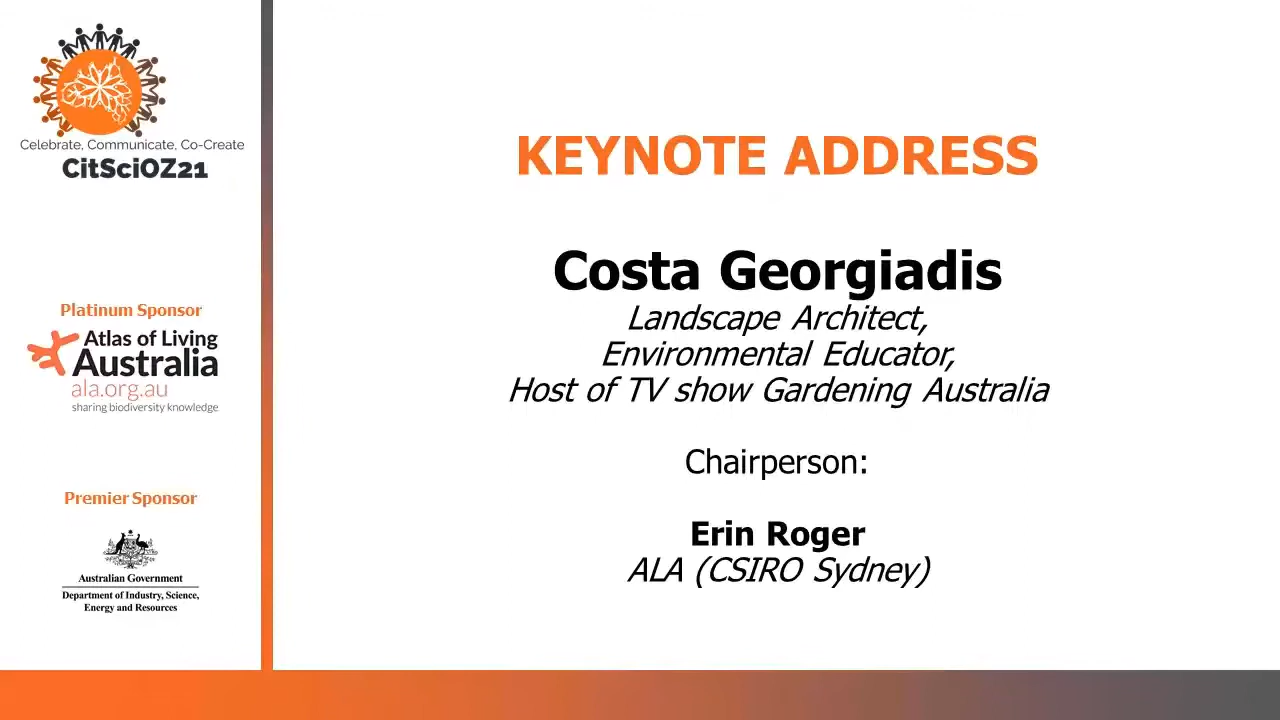 Celebrate, Communicate, Co-Create
CitSciOZ21
Platinum Sponsor
Atlas of Living
Australia
ala.org.au
sharing biodiversity knowledge
Premier Sponsor
Australian Government
Department of Industry, Science,
Energy and Resources
KEYNOTE ADDRESS
Costa Georgiadis
Landscape Architect,
Environmental Educator,
Host of TV show Gardening Australia
Chairperson:
Erin Roger
ALA (CSIRO Sydney)